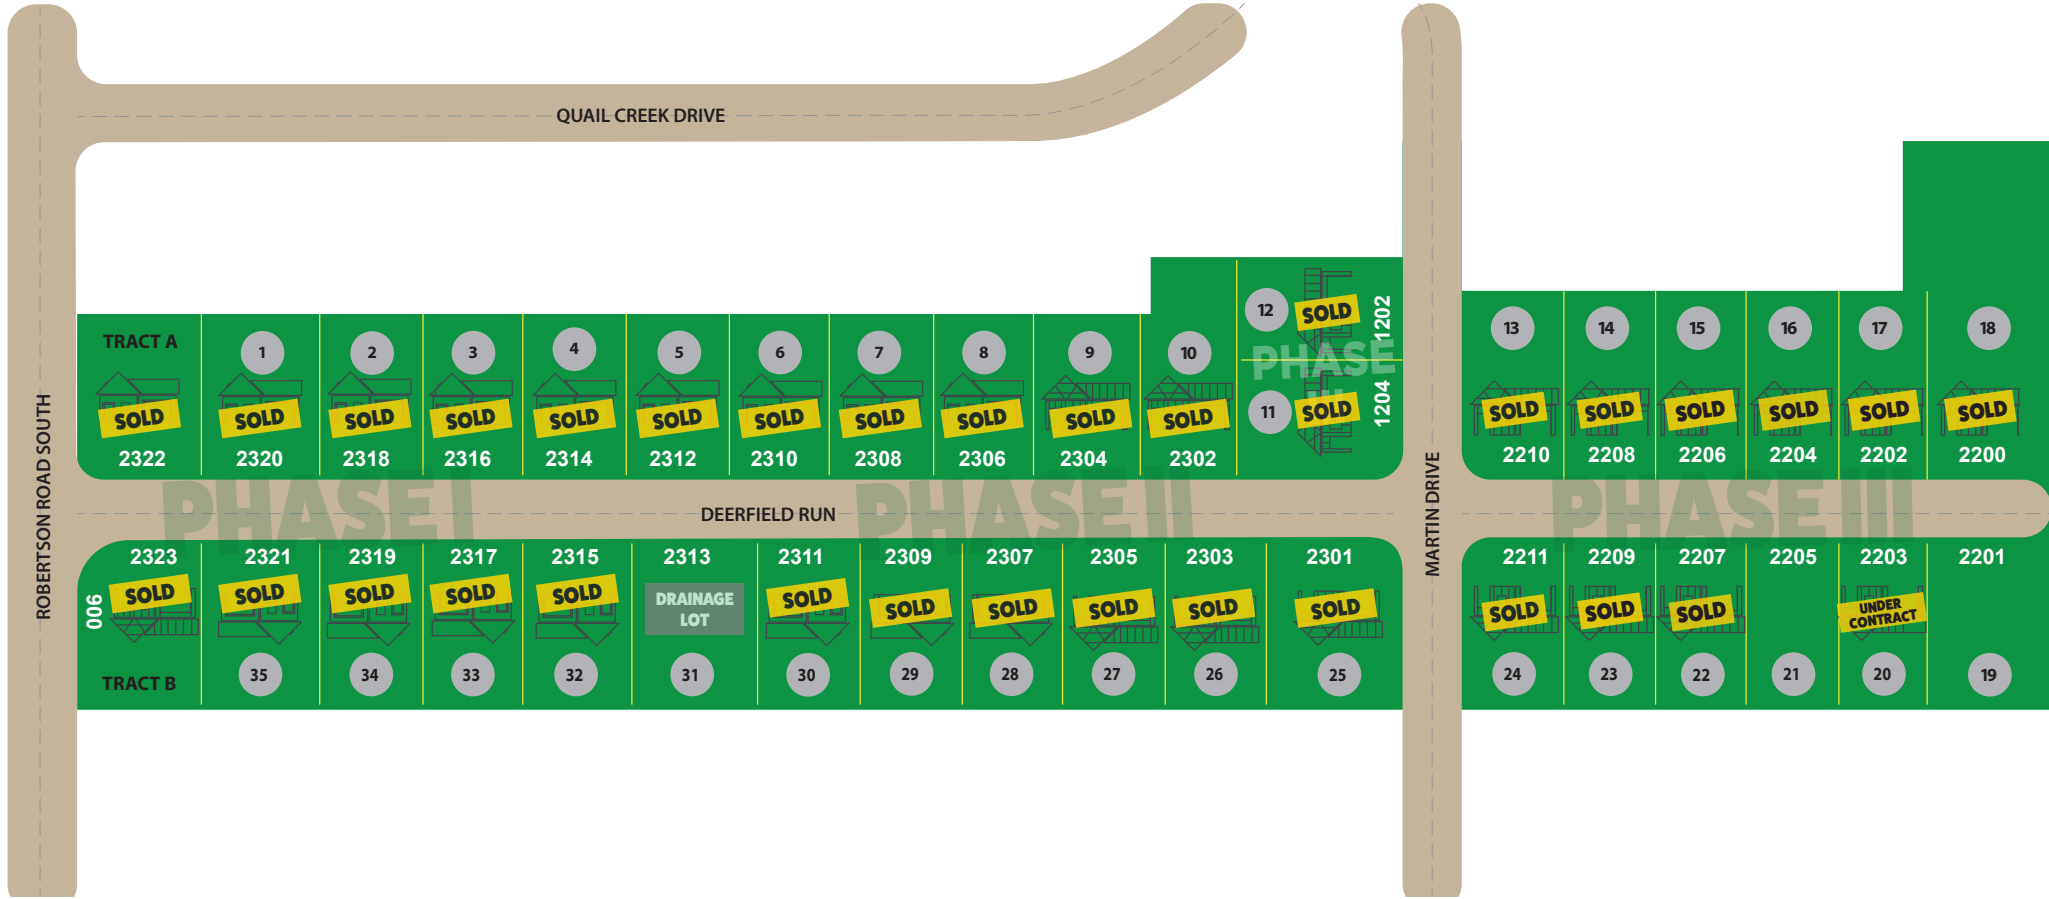 QUAIL CREEK DRIVE
ROBERTSON ROAD SOUTH
MARTIN DRIVE
DEERFIELD RUN
TRACT A
1
2
3
4
5
6
7
8
9
10
SOLD
SOLD
SOLD
SOLD
SOLD
SOLD
SOLD
SOLD
SOLD
SOLD
SOLD
2322
2320
2318
2316
2314
2312
2310
2308
2306
2304
2302
12
SOLD
1202
PHASE
III
11
SOLD
1204
13
14
15
16
17
18
SOLD
SOLD
SOLD
SOLD
SOLD
SOLD
2210
2208
2206
2204
2202
2200
PHASE I
PHASE II
PHASE III
2323
2321
2319
2317
2315
2313
2311
2309
2307
2305
2303
2301
900
SOLD
SOLD
SOLD
SOLD
SOLD
DRAINAGE
LOT
SOLD
SOLD
SOLD
SOLD
SOLD
SOLD
TRACT B
35
34
33
32
31
30
29
28
27
26
25
2211
2209
2207
2205
2203
2201
SOLD
SOLD
SOLD
UNDER
CONTRACT
24
23
22
21
20
19